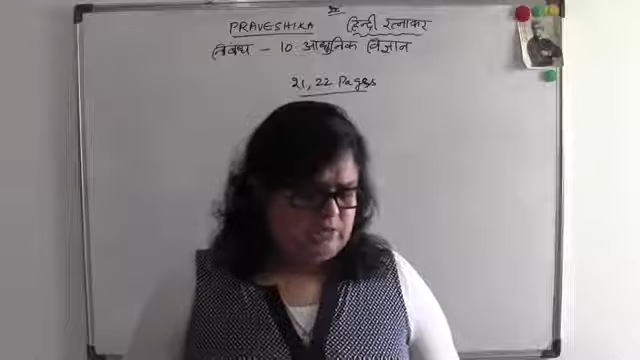 PRAVESHIKA हिन्दी रत्नाकर
निबंध - 10. आधुनिक विज्ञान
21, 22 Pages